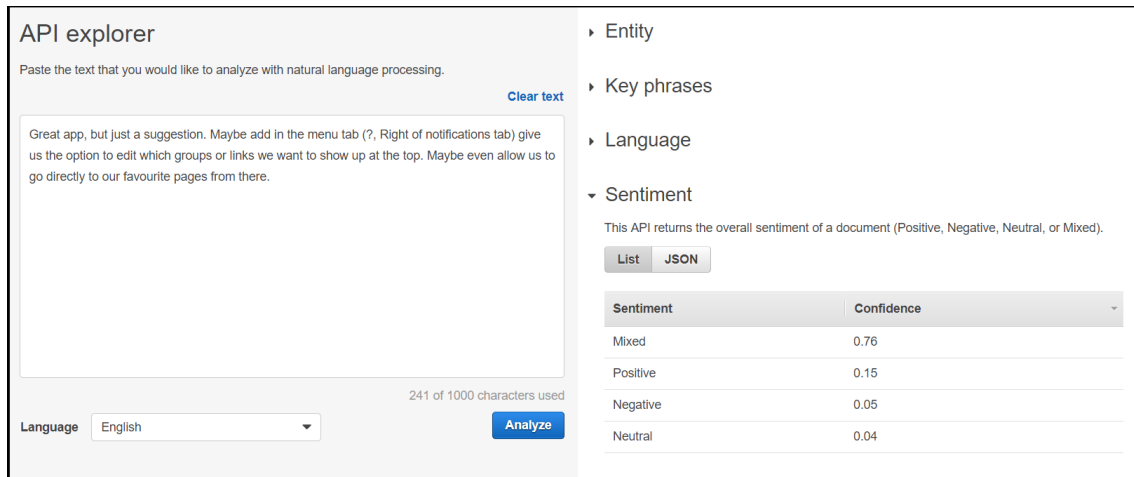 API explorer
Paste the text that you would like to analyze with natural language processing.
Clear text
Great app, but just a suggestion. Maybe add in the menu tab (?, Right of notifications tab) give
us the option to edit which groups or links we want to show up at the top. Maybe even allow us to
go directly to our favourite pages from there.
241 of 1000 characters used
Language English
Analyze
Entity
Key phrases
Language
Sentiment
This API returns the overall sentiment of a document (Positive, Negative, Neutral, or Mixed).
List JSON
Sentiment Confidence
Mixed 0.76
Positive 0.15
Negative 0.05
Neutral 0.04